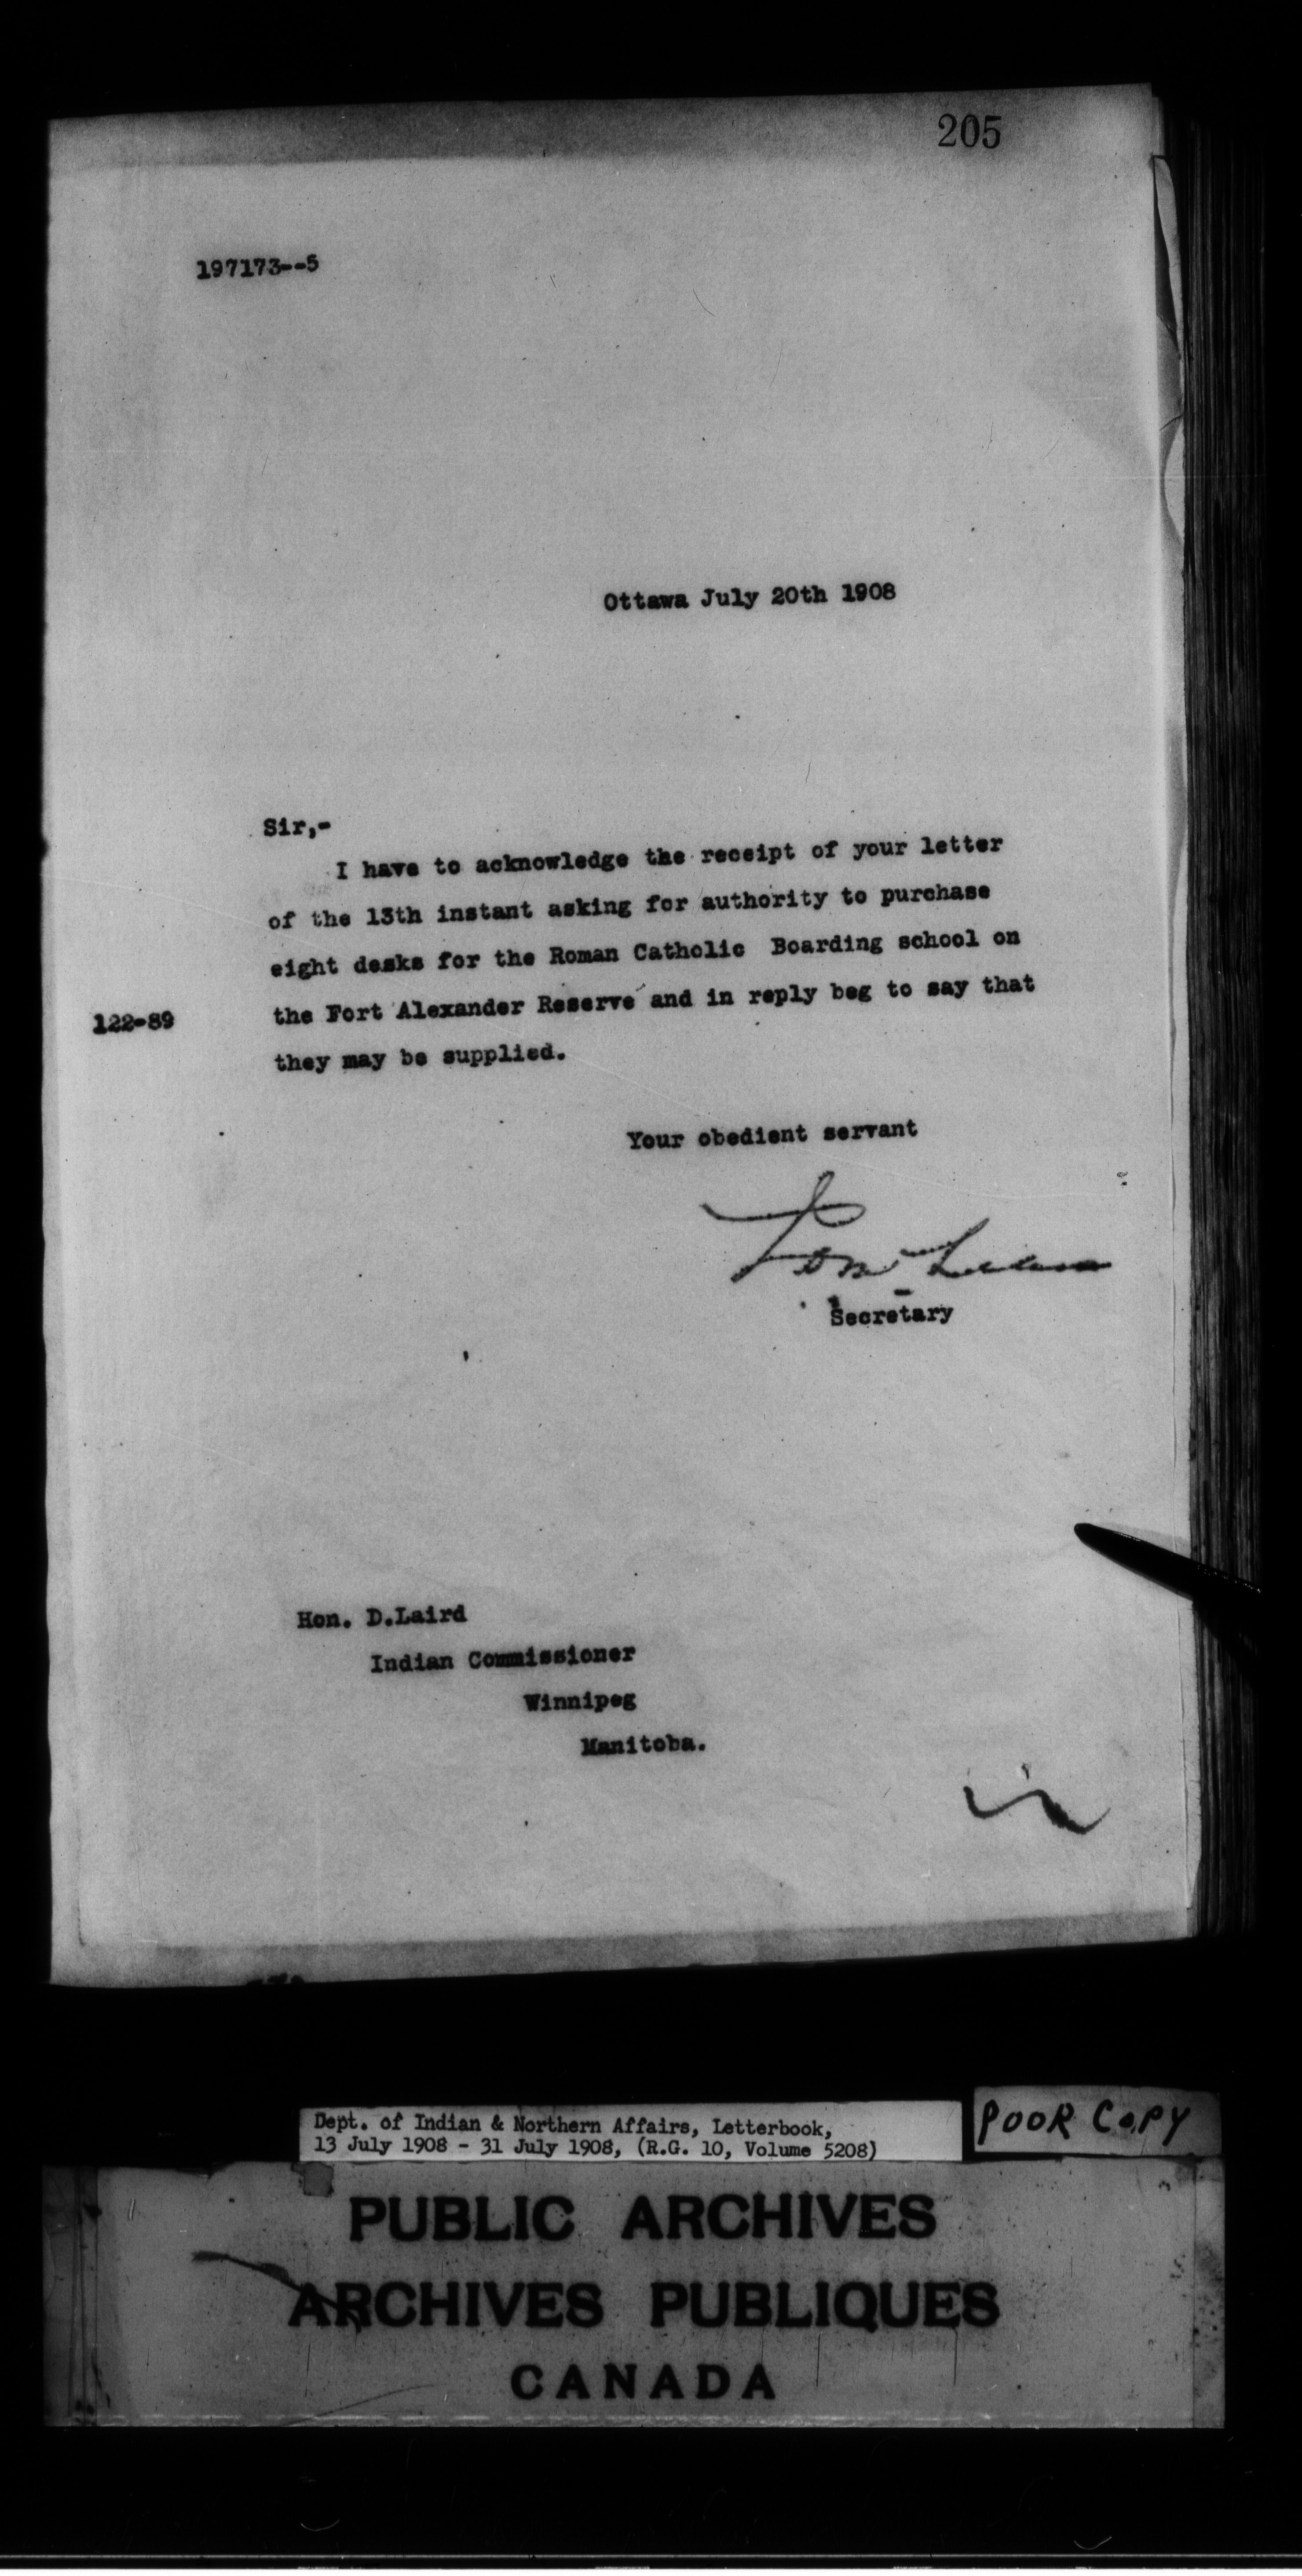 205
197173--5
Ottawa July 20th 1908
Sir,-
I have to acknowledge the receipt of your letter
of the 13th instant asking for authority to purchase
eight desks for the Roman Catholic Boarding school on
the Fort Alexander Reserve and in reply beg to say that
122-89
they may be supplied.
Your obedient servant
Secretary
Hon. D.Laird
Indian Commissioner
Winnipeg
Manitoba.
Dept. of Indian & Northern Affairs, Letterbook,
13 July 1908 - 31 July 1908, (R.G. 10, Volume 5208)
POOR COPY
PUBLIC ARCHIVES
ARCHIVES PUBLIQUES
CANADA